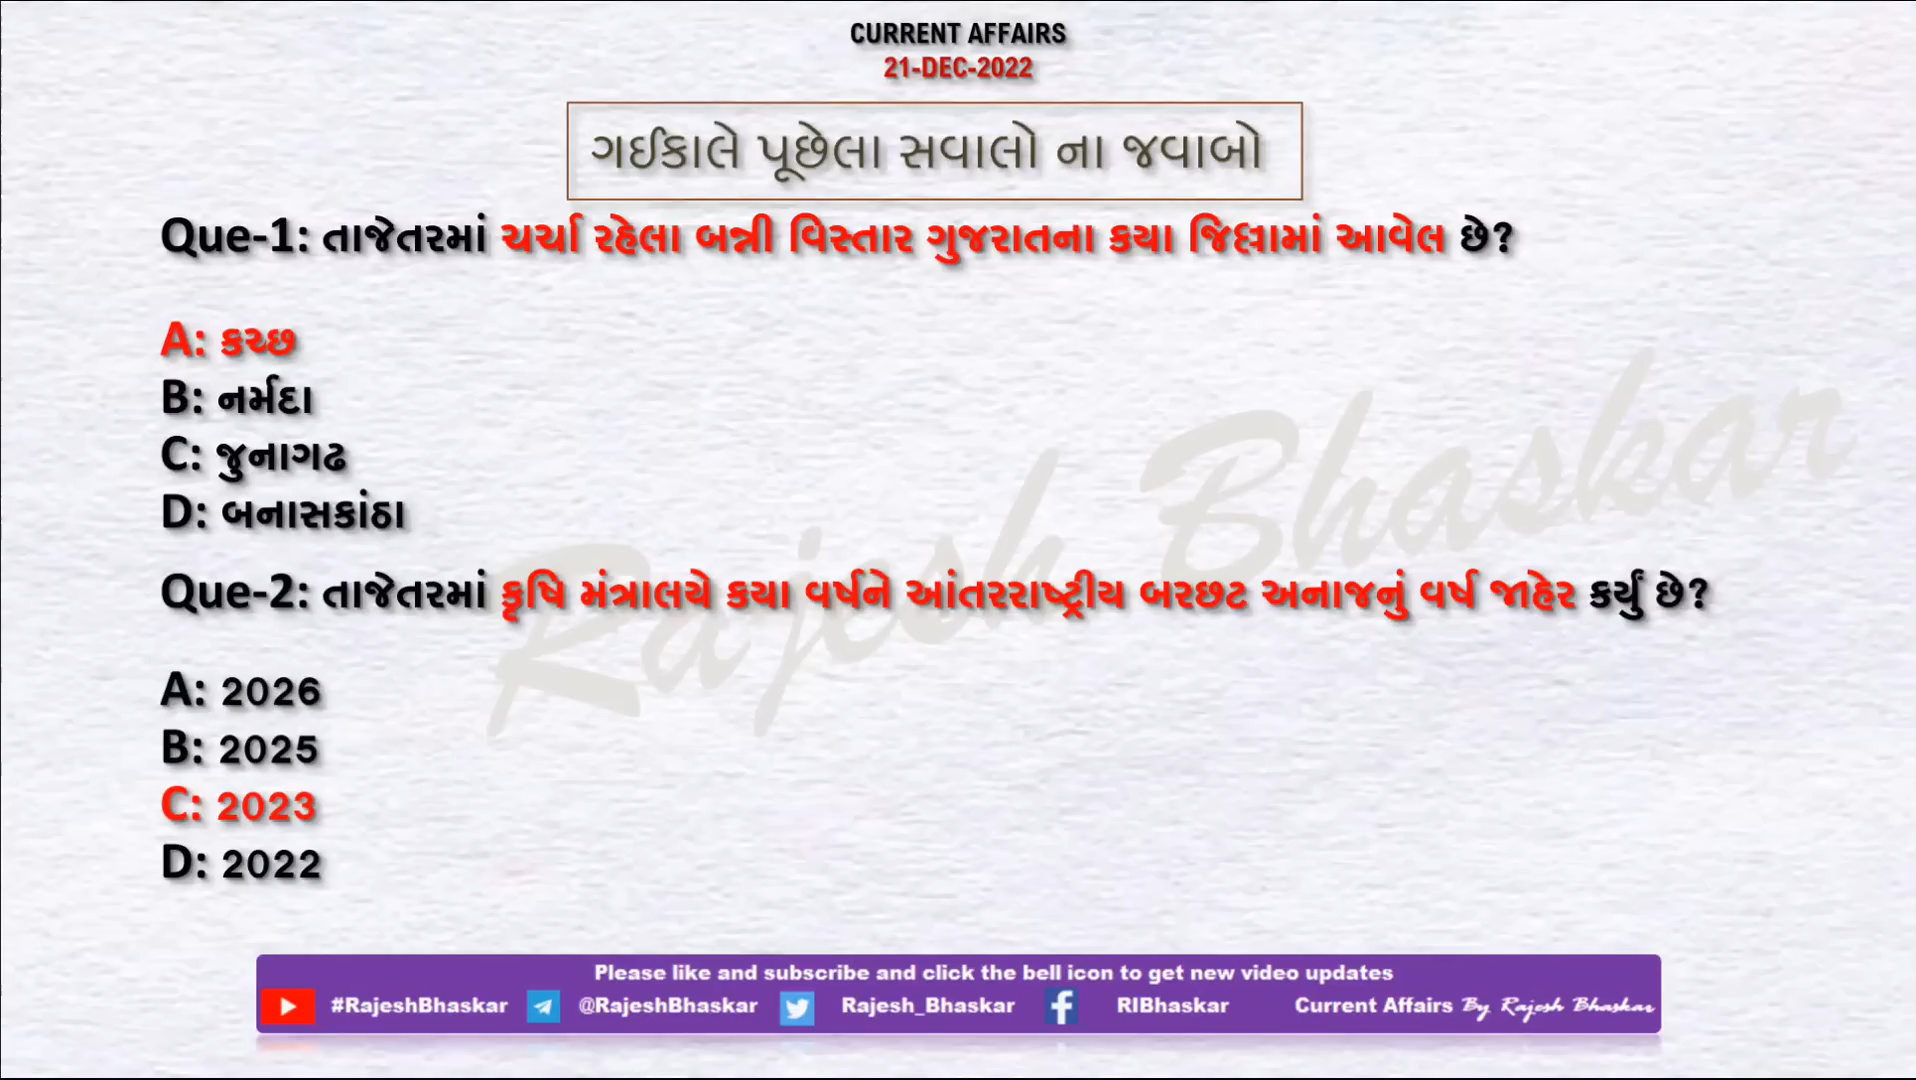 CURRENT AFFAIRS
21-DEC-2022
ગઈકાલે પૂછેલા સવાલો ના જવાબો
Que-1: તાજેતરમાં ચર્ચા રહેલા બન્ની વિસ્તાર ગુજરાતના કયા જિલ્લામાં આવેલ છે?
A: કચ્છ
B: નર્મદા
C: જુનાગઢ
D: બનાસકાંઠા
Que-2: તાજેતરમાં કૃષિ મંત્રાલયે કયા વર્ષને આંતરરાષ્ટ્રીય બરછટ અનાજનું વર્ષ જાહેર કર્યું છે?
A: 2026
B: 2025
C: 2023
D: 2022
Rajesh Bhaskar
Please like and subscribe and click the bell icon to get new video updates
#RajeshBhaskar @RajeshBhaskar Rajesh_Bhaskar RIBhaskar Current Affairs By Rajesh Bhaskar